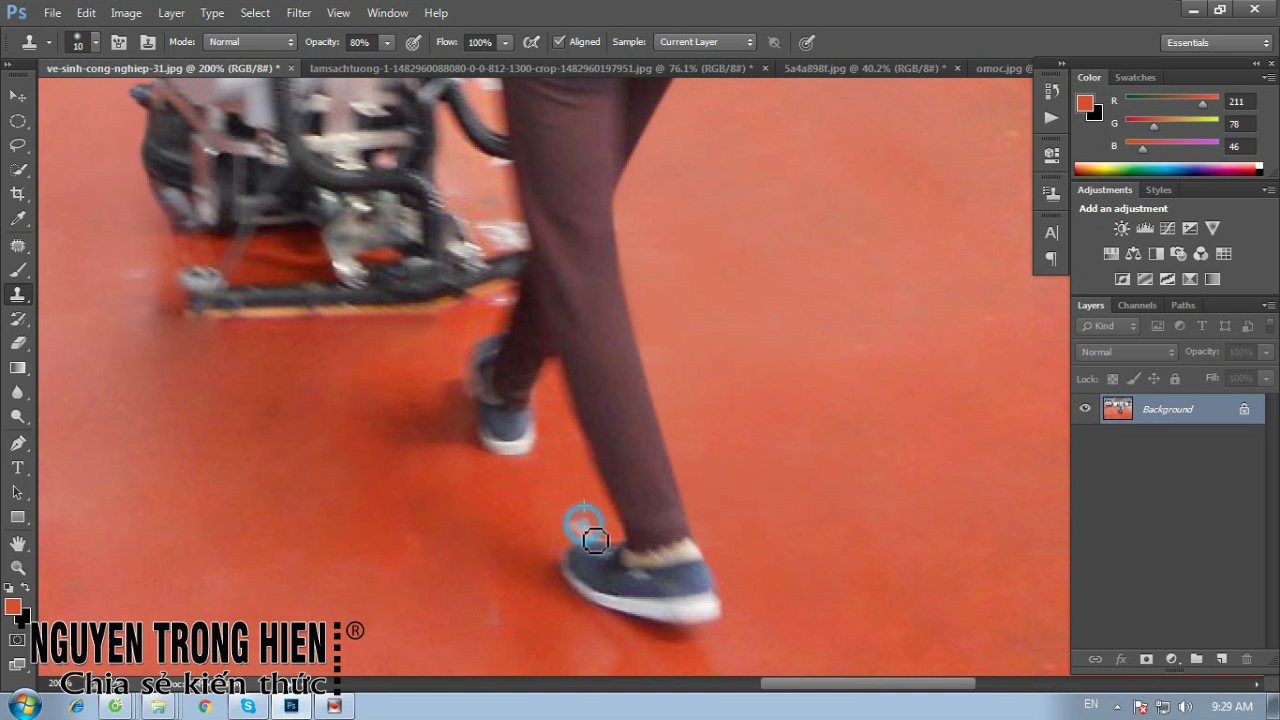 Ps File Edit Image Layer Type Select Filter View Window Help
10 Mode: Normal Opacity: 80% Flow: 100% Aligned Sample: Current Layer Essentials
ve-sinh-cong-nghiep-31.jpg @ 200% (RGB/8#) * × lamsachtuong-1-1482960088080-0-0-812-1300-crop-1482960197951.jpg @ 76.1% (RGB/8#) * × 5a4a898f.jpg @ 40.2% (RGB/8#) * × omoc.jpg @
Color Swatches
R 211
G 78
B 46
Adjustments Styles
Add an adjustment
Layers Channels Paths
Kind
Normal Opacity: 100%
Lock: Fill: 100%
Background
NGUYEN TRONG HIEN ®
Chia sẻ kiến thức
EN 9:29 AM